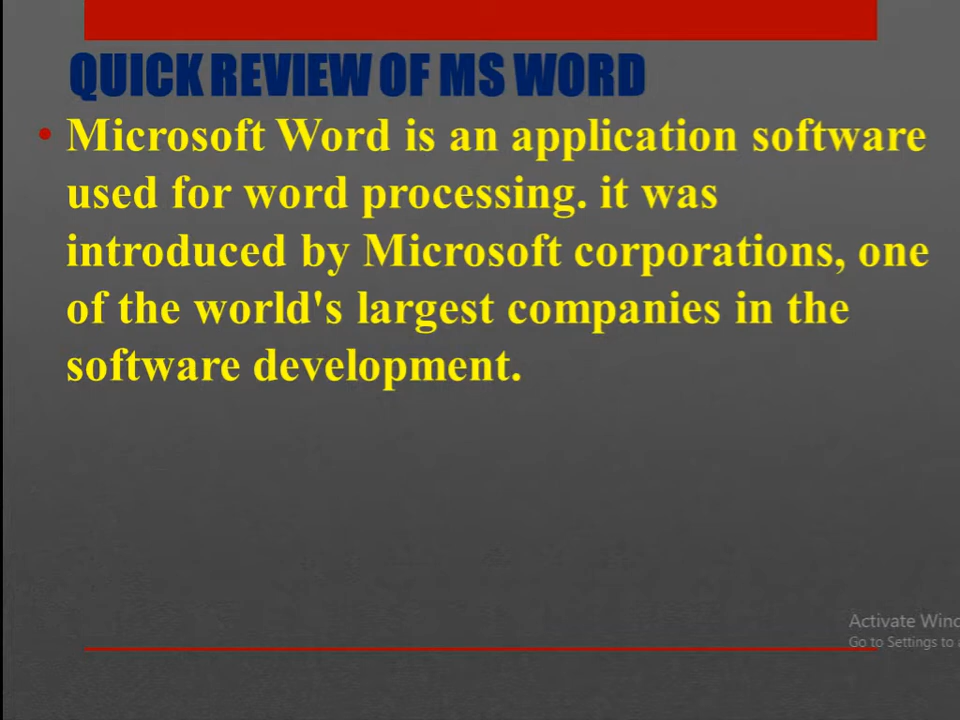 QUICK REVIEW OF MS WORD
• Microsoft Word is an application software
used for word processing. it was
introduced by Microsoft corporations, one
of the world's largest companies in the
software development.
Activate Wind
Go to Settings to a